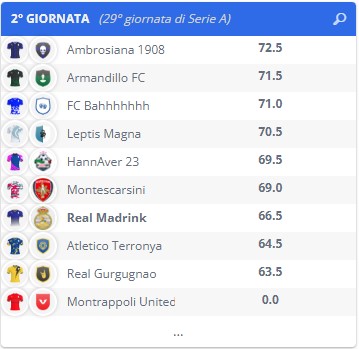 2° GIORNATA (29° giornata di Serie A)
Ambrosiana 1908 72.5
Armandillo FC 71.5
FC Bahhhhhhh 71.0
Leptis Magna 70.5
HannAver 23 69.5
Montescarsini 69.0
Real Madrink 66.5
Atletico Terronya 64.5
Real Gurgugnao 63.5
Montrappoli United 0.0
...